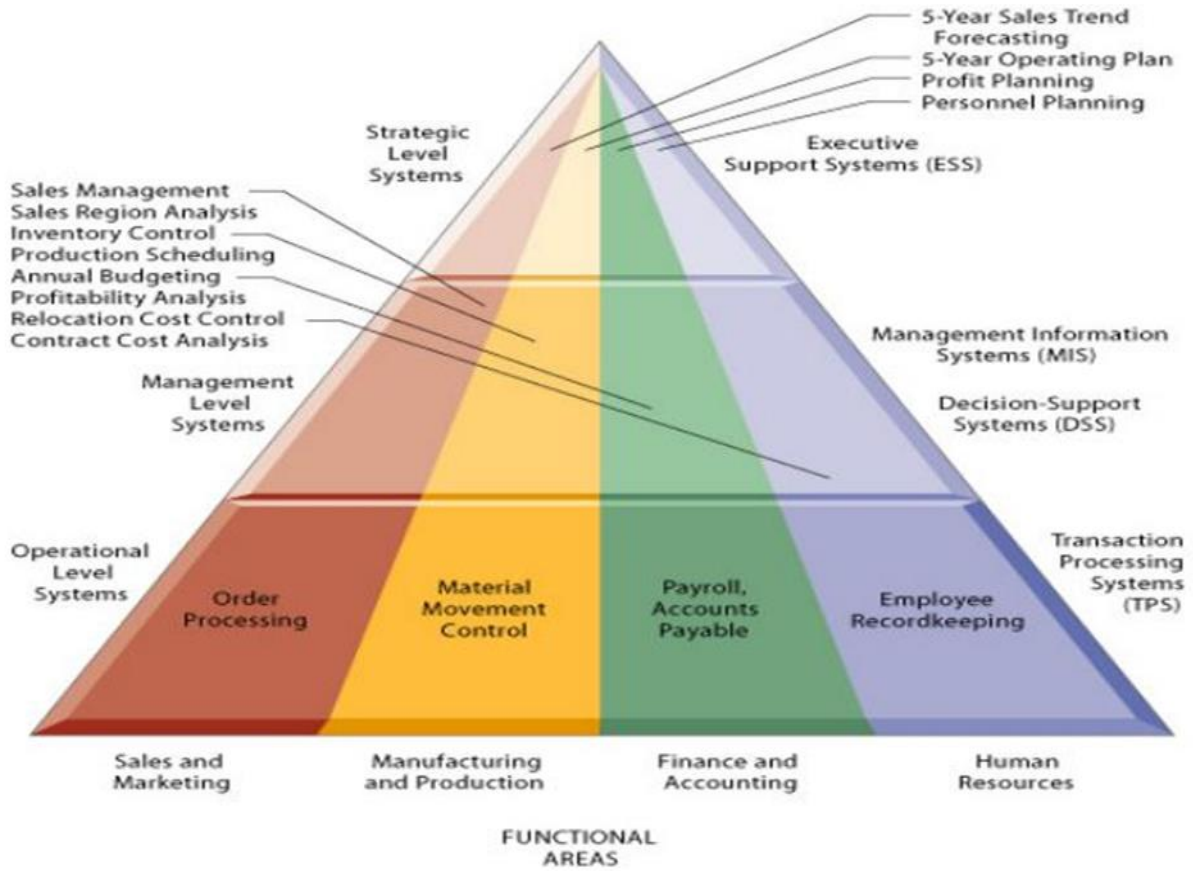 5-Year Sales Trend
Forecasting
5-Year Operating Plan
Profit Planning
Personnel Planning
Strategic
Level
Systems
Executive
Support Systems (ESS)
Sales Management
Sales Region Analysis
Inventory Control
Production Scheduling
Annual Budgeting
Profitability Analysis
Relocation Cost Control
Contract Cost Analysis
Management Information
Systems (MIS)
Management
Level
Systems
Decision-Support
Systems (DSS)
Operational
Level
Systems
Order
Processing
Material
Movement
Control
Payroll,
Accounts
Payable
Employee
Recordkeeping
Transaction
Processing
Systems
(TPS)
Sales and
Marketing
Manufacturing
and Production
Finance and
Accounting
Human
Resources
FUNCTIONAL
AREAS